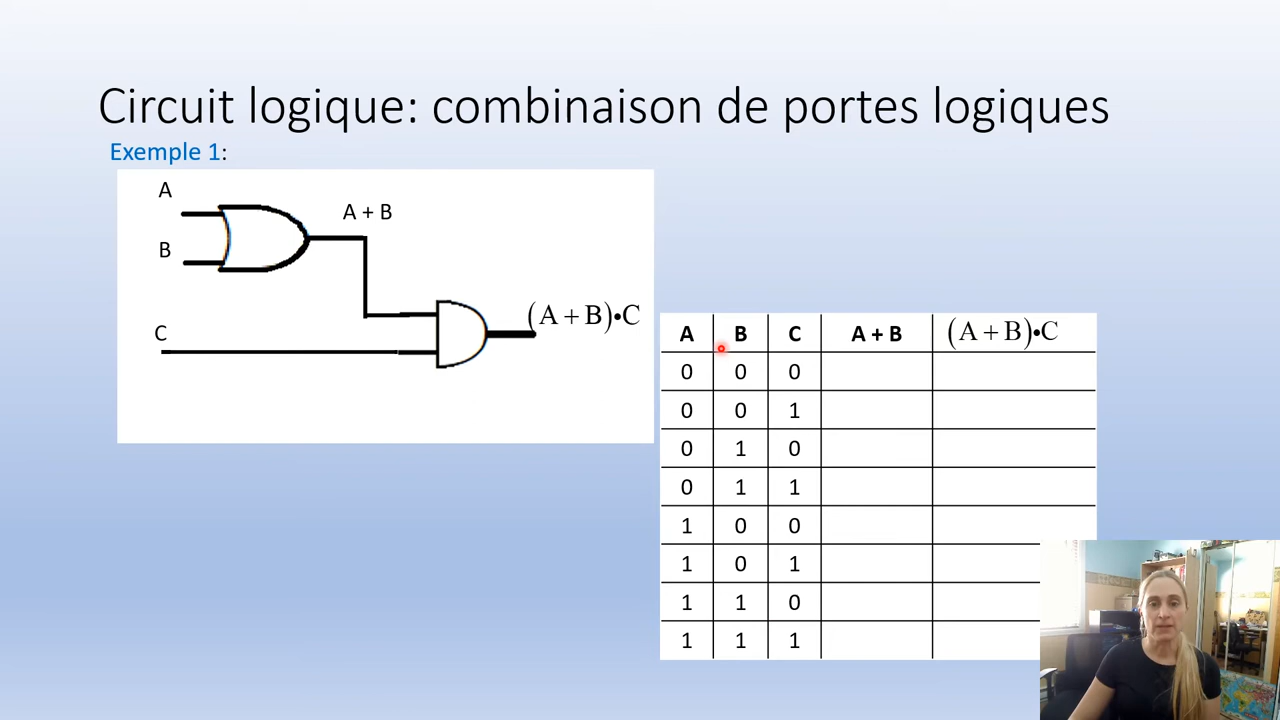 Circuit logique: combinaison de portes logiques
Exemple 1:
A
A + B
B
(A + B)•C
C
A B C A + B (A + B)•C
0 0 0
0 0 1
0 1 0
0 1 1
1 0 0
1 0 1
1 1 0
1 1 1